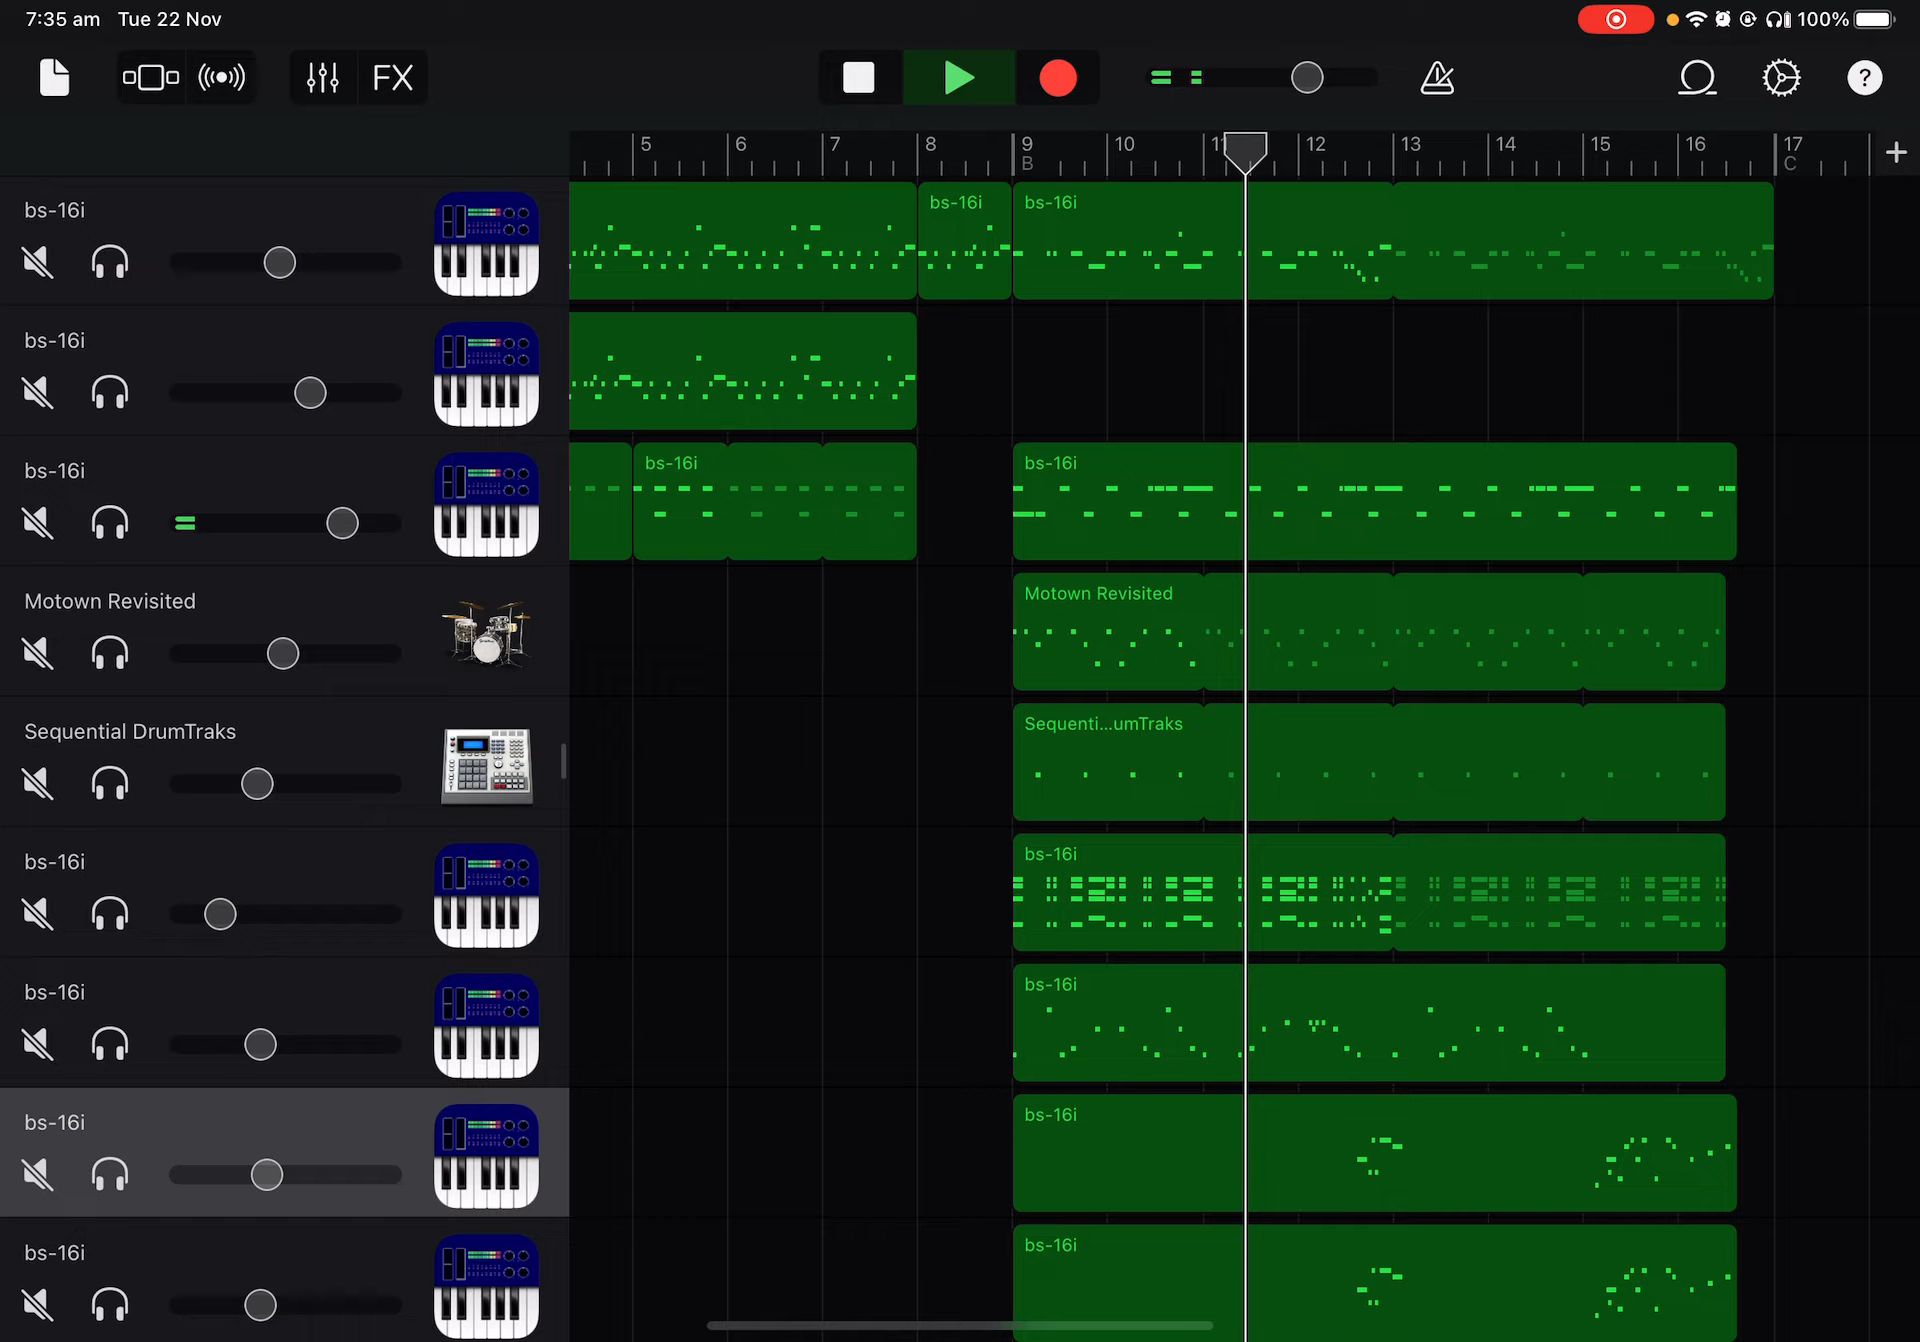 7:35 am Tue 22 Nov
100%
FX
?
5 6 7 8 9 10 11 12 13 14 15 16 17
B C
bs-16i
bs-16i bs-16i
bs-16i
bs-16i
bs-16i bs-16i
Motown Revisited
Motown Revisited
Sequential DrumTraks
Sequenti...umTraks
bs-16i
bs-16i
bs-16i
bs-16i
bs-16i
bs-16i
bs-16i
bs-16i